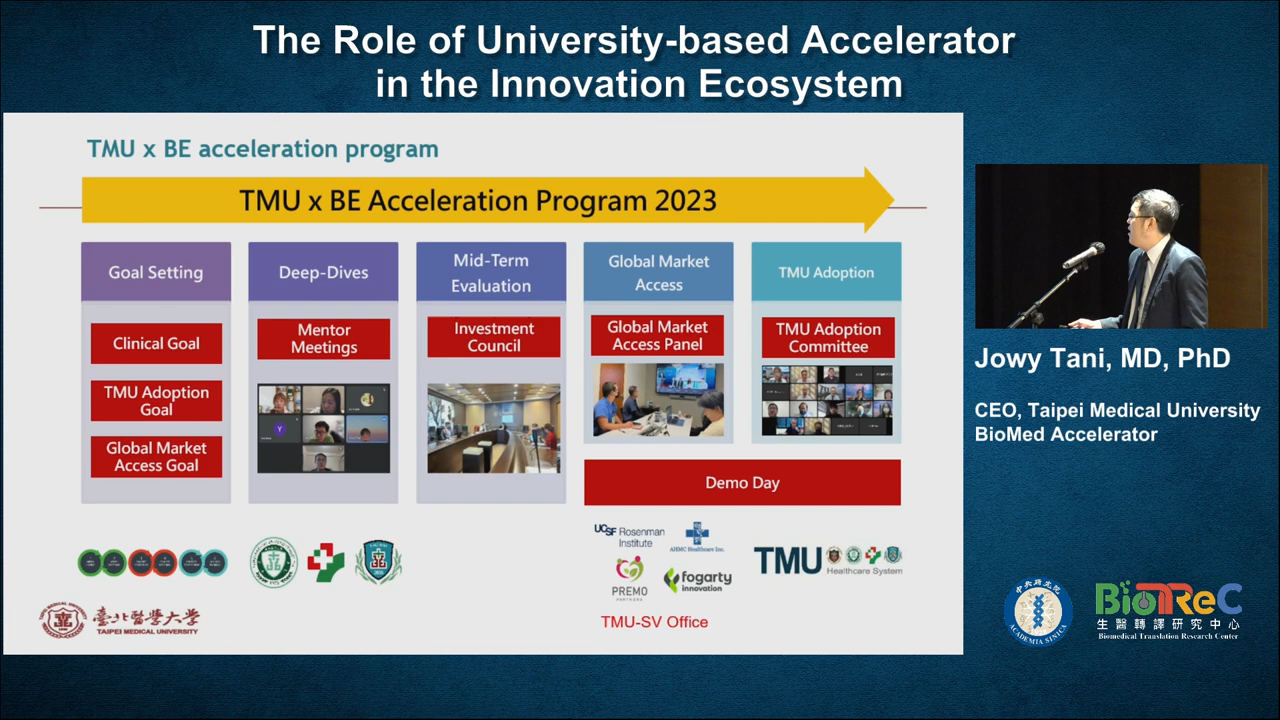 The Role of University-based Accelerator
in the Innovation Ecosystem
TMU x BE acceleration program
TMU x BE Acceleration Program 2023
Goal Setting
Clinical Goal
TMU Adoption
Goal
Global Market
Access Goal
Deep-Dives
Mentor
Meetings
Y
Mid-Term
Evaluation
Investment
Council
Global Market
Access
Global Market
Access Panel
TMU Adoption
TMU Adoption
Committee
Demo Day
UCSF Rosenman
Institute
AHMC Healthcare Inc.
PREMO
PARTNERS
fogarty
innovation
TMU-SV Office
TMU
Healthcare System
臺北醫學大學
TAIPEI MEDICAL UNIVERSITY
Jowy Tani, MD, PhD
CEO, Taipei Medical University
BioMed Accelerator
中央研究院
ACADEMIA SINICA
BioTReC
生醫轉譯研究中心
Biomedical Translation Research Center